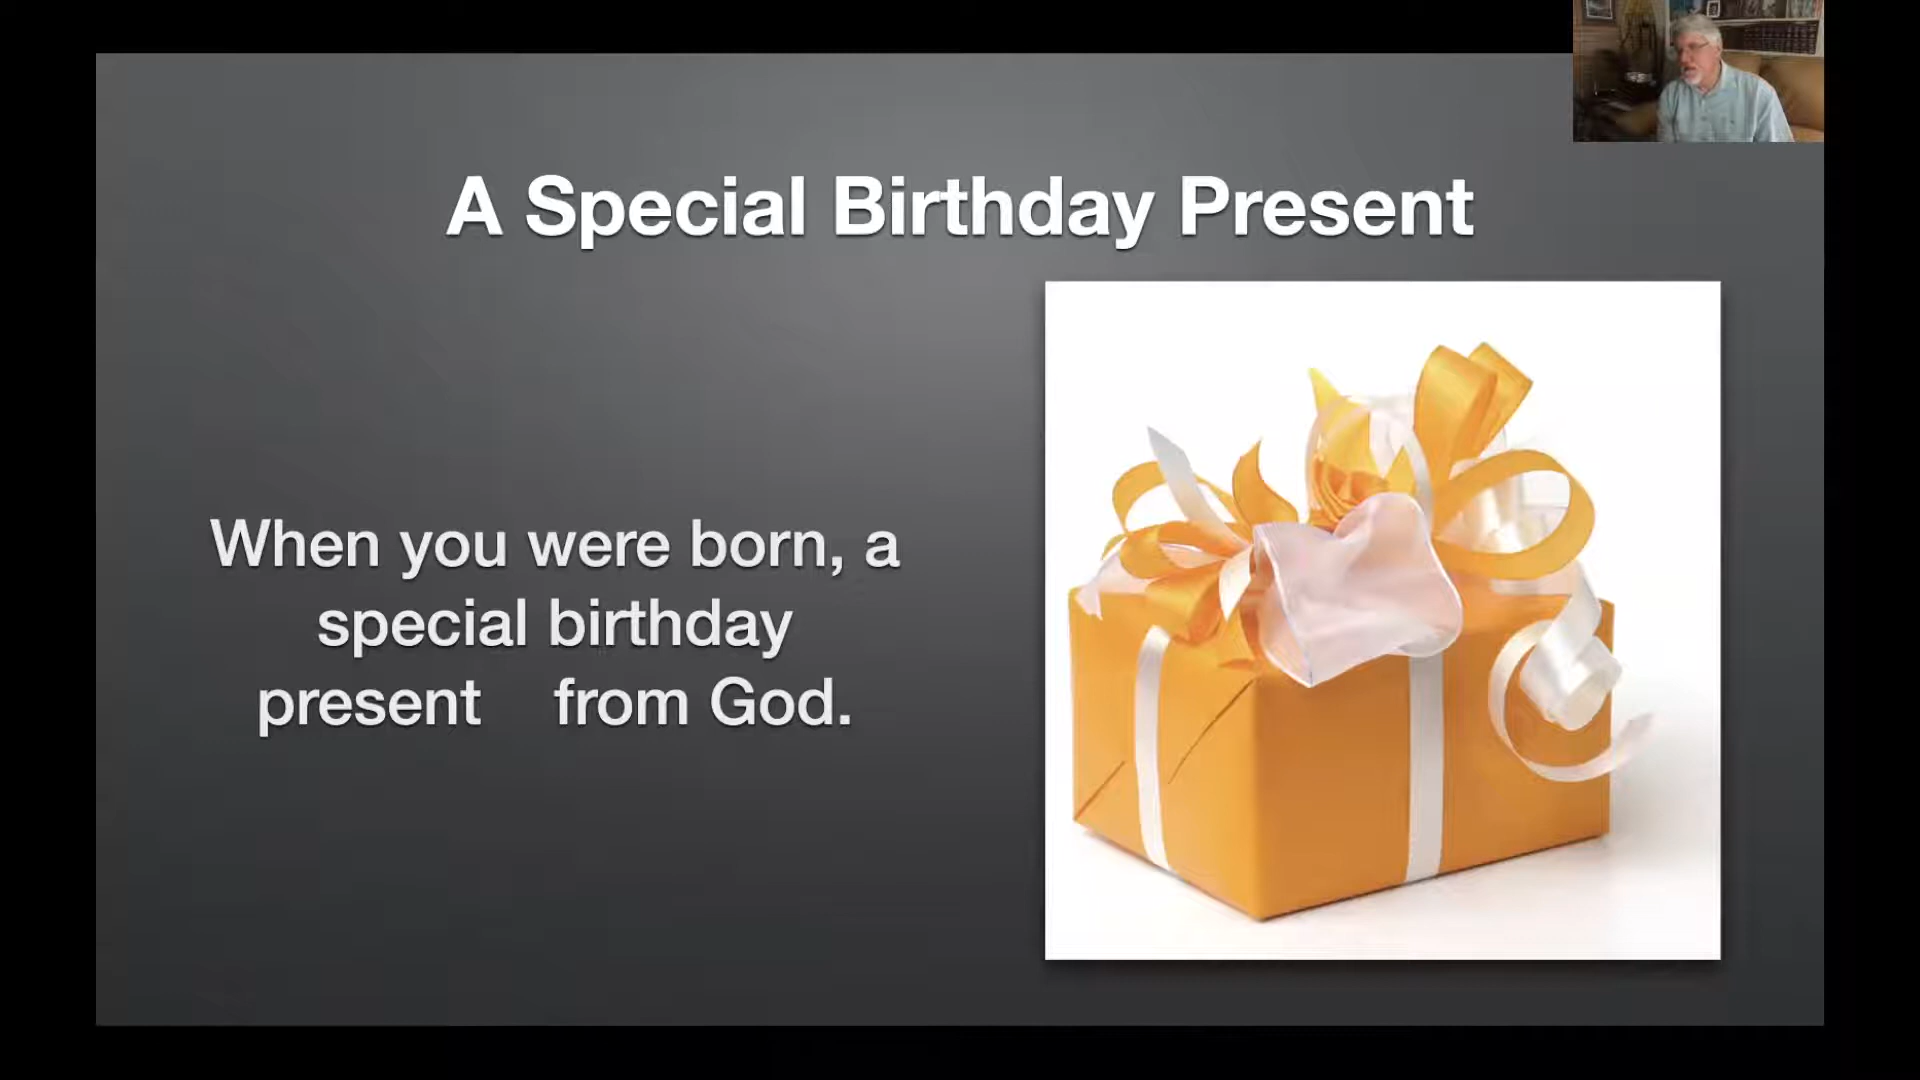 A Special Birthday Present
When you were born, a
special birthday
present from God.